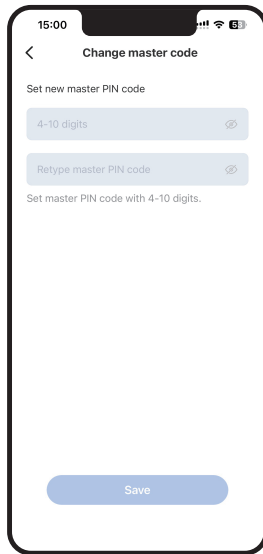 15:00
53
Change master code
Set new master PIN code
4-10 digits
Retype master PIN code
Set master PIN code with 4-10 digits.
Save